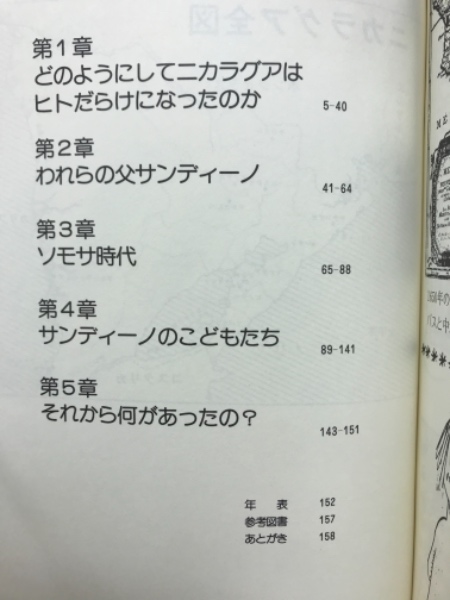 第1章
どのようにしてニカラグアは
ヒトだらけになったのか
5-40
第2章
われらの父サンディーノ
41-64
第3章
ソモサ時代
65-88
第4章
サンディーノのこどもたち
89-141
第5章
それから何があったの？
143-151
年 表 152
参考図書 157
あとがき 158